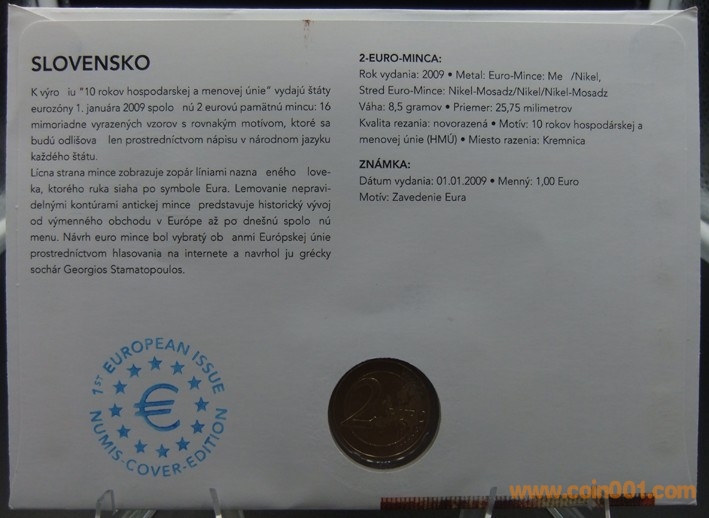 SLOVENSKO
K výro iu "10 rokov hospodarskej a menovej únie" vydajú štáty
eurozóny 1. januára 2009 spolo nú 2 eurovú pamätnú mincu: 16
mimoriadne vyrazených vzorov s rovnakým motívom, ktoré sa
budú odlišova len prostredníctvom nápisu v národnom jazyku
každého štátu.
Lícna strana mince zobrazuje zopár líniami nazna eného love-
ka, ktorého ruka siaha po symbole Eura. Lemovanie nepravi-
delnými kontúrami antickej mince predstavuje historický vývoj
od výmenného obchodu v Európe až po dnešnú spolo nú
menu. Návrh euro mince bol vybratý ob anmi Európskej únie
prostredníctvom hlasovania na internete a navrhol ju grécky
sochár Georgios Stamatopoulos.
2-EURO-MINCA:
Rok vydania: 2009 • Metal: Euro-Mince: Me /Nikel,
Stred Euro-Mince: Nikel-Mosadz/Nikel/Nikel-Mosadz
Váha: 8,5 gramov • Priemer: 25,75 milimetrov
Kvalita rezania: novorazená • Motív: 10 rokov hospodárskej a
menovej únie (HMÚ) • Miesto razenia: Kremnica
ZNÁMKA:
Dátum vydania: 01.01.2009 • Menný: 1,00 Euro
Motív: Zavedenie Eura
1ST EUROPEAN ISSUE
€
NUMIS-COVER-EDITION
2 EURO
www.coin001.com